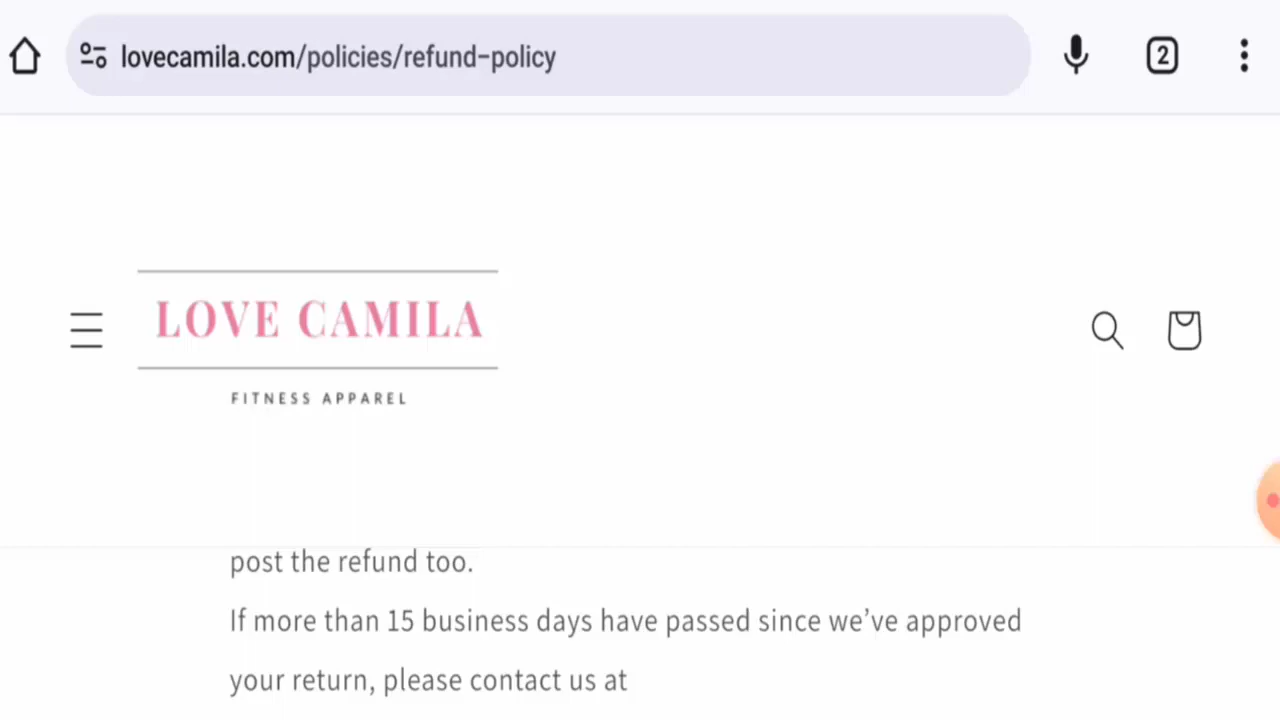 lovecamila.com/policies/refund-policy
2
LOVE CAMILA
FITNESS APPAREL
post the refund too.
If more than 15 business days have passed since we’ve approved
your return, please contact us at